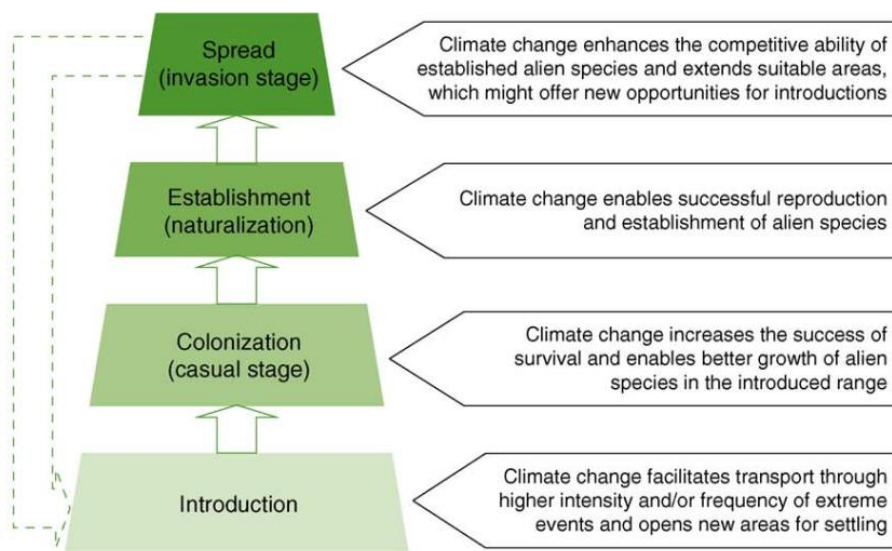 Spread
(invasion stage)
Climate change enhances the competitive ability of
established alien species and extends suitable areas,
which might offer new opportunities for introductions
Establishment
(naturalization)
Climate change enables successful reproduction
and establishment of alien species
Colonization
(casual stage)
Climate change increases the success of
survival and enables better growth of alien
species in the introduced range
Introduction
Climate change facilitates transport through
higher intensity and/or frequency of extreme
events and opens new areas for settling